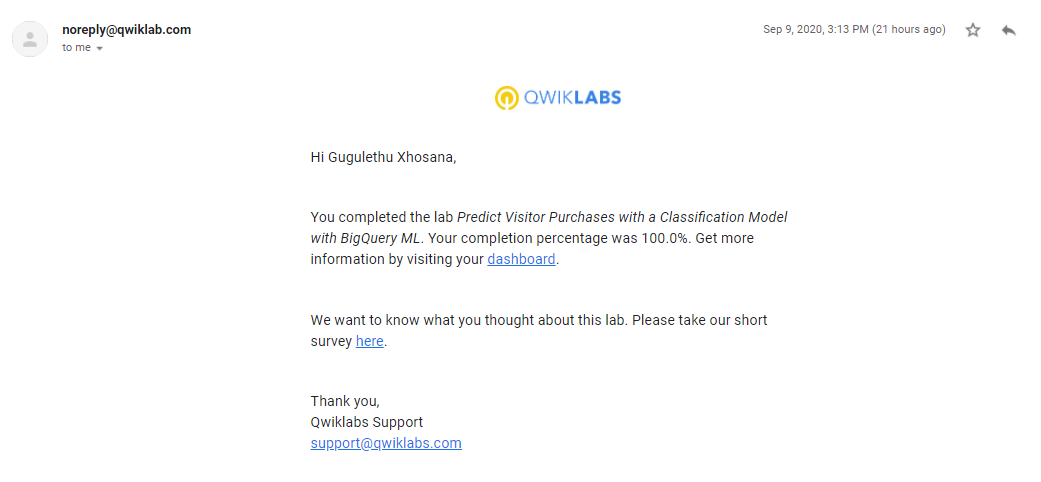 noreply@qwiklab.com
Sep 9, 2020, 3:13 PM (21 hours ago)
to me
QWIKLABS
Hi Gugulethu Xhosana,
You completed the lab Predict Visitor Purchases with a Classification Model
with BigQuery ML. Your completion percentage was 100.0%. Get more
information by visiting your dashboard.
We want to know what you thought about this lab. Please take our short
survey here.
Thank you,
Qwiklabs Support
support@qwiklabs.com